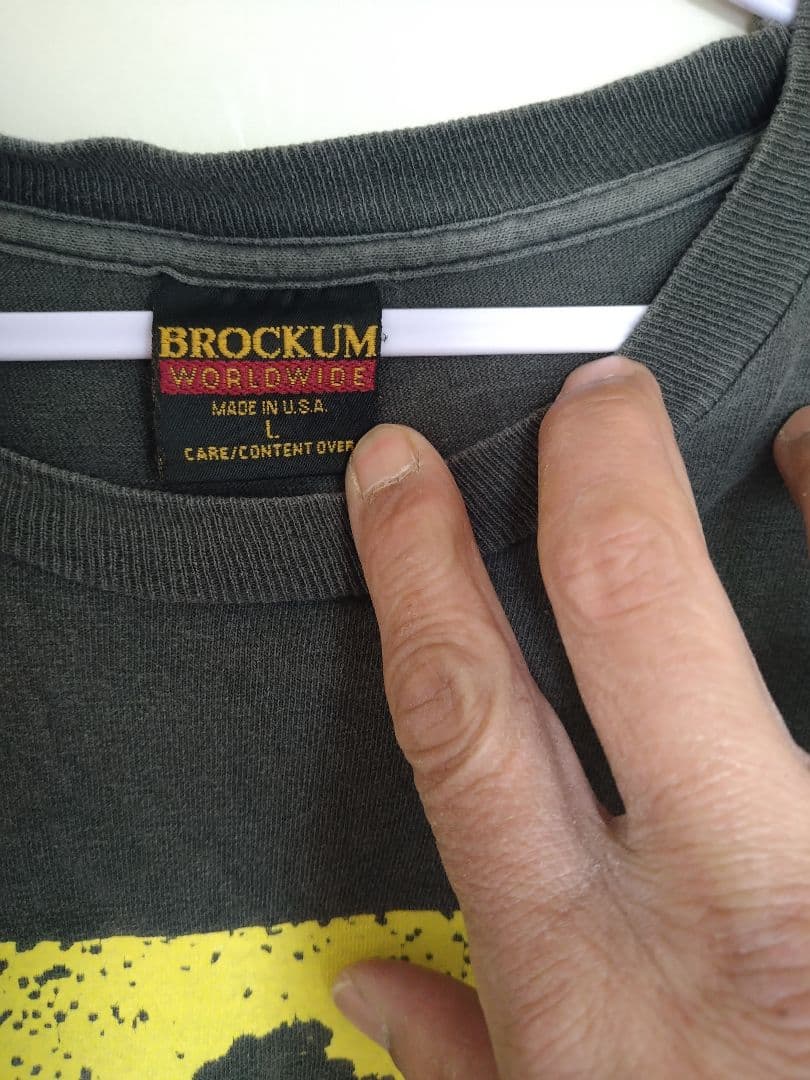 BROCKUM
WORLDWIDE
MADE IN U.S.A.
L
CARE/CONTENT OVER